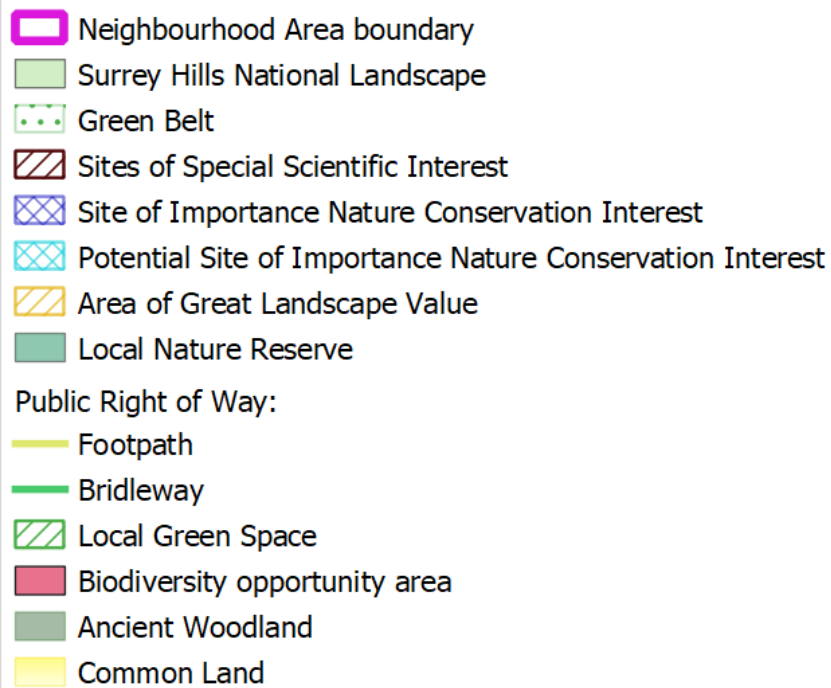 Neighbourhood Area boundary
Surrey Hills National Landscape
Green Belt
Sites of Special Scientific Interest
Site of Importance Nature Conservation Interest
Potential Site of Importance Nature Conservation Interest
Area of Great Landscape Value
Local Nature Reserve
Public Right of Way:
Footpath
Bridleway
Local Green Space
Biodiversity opportunity area
Ancient Woodland
Common Land